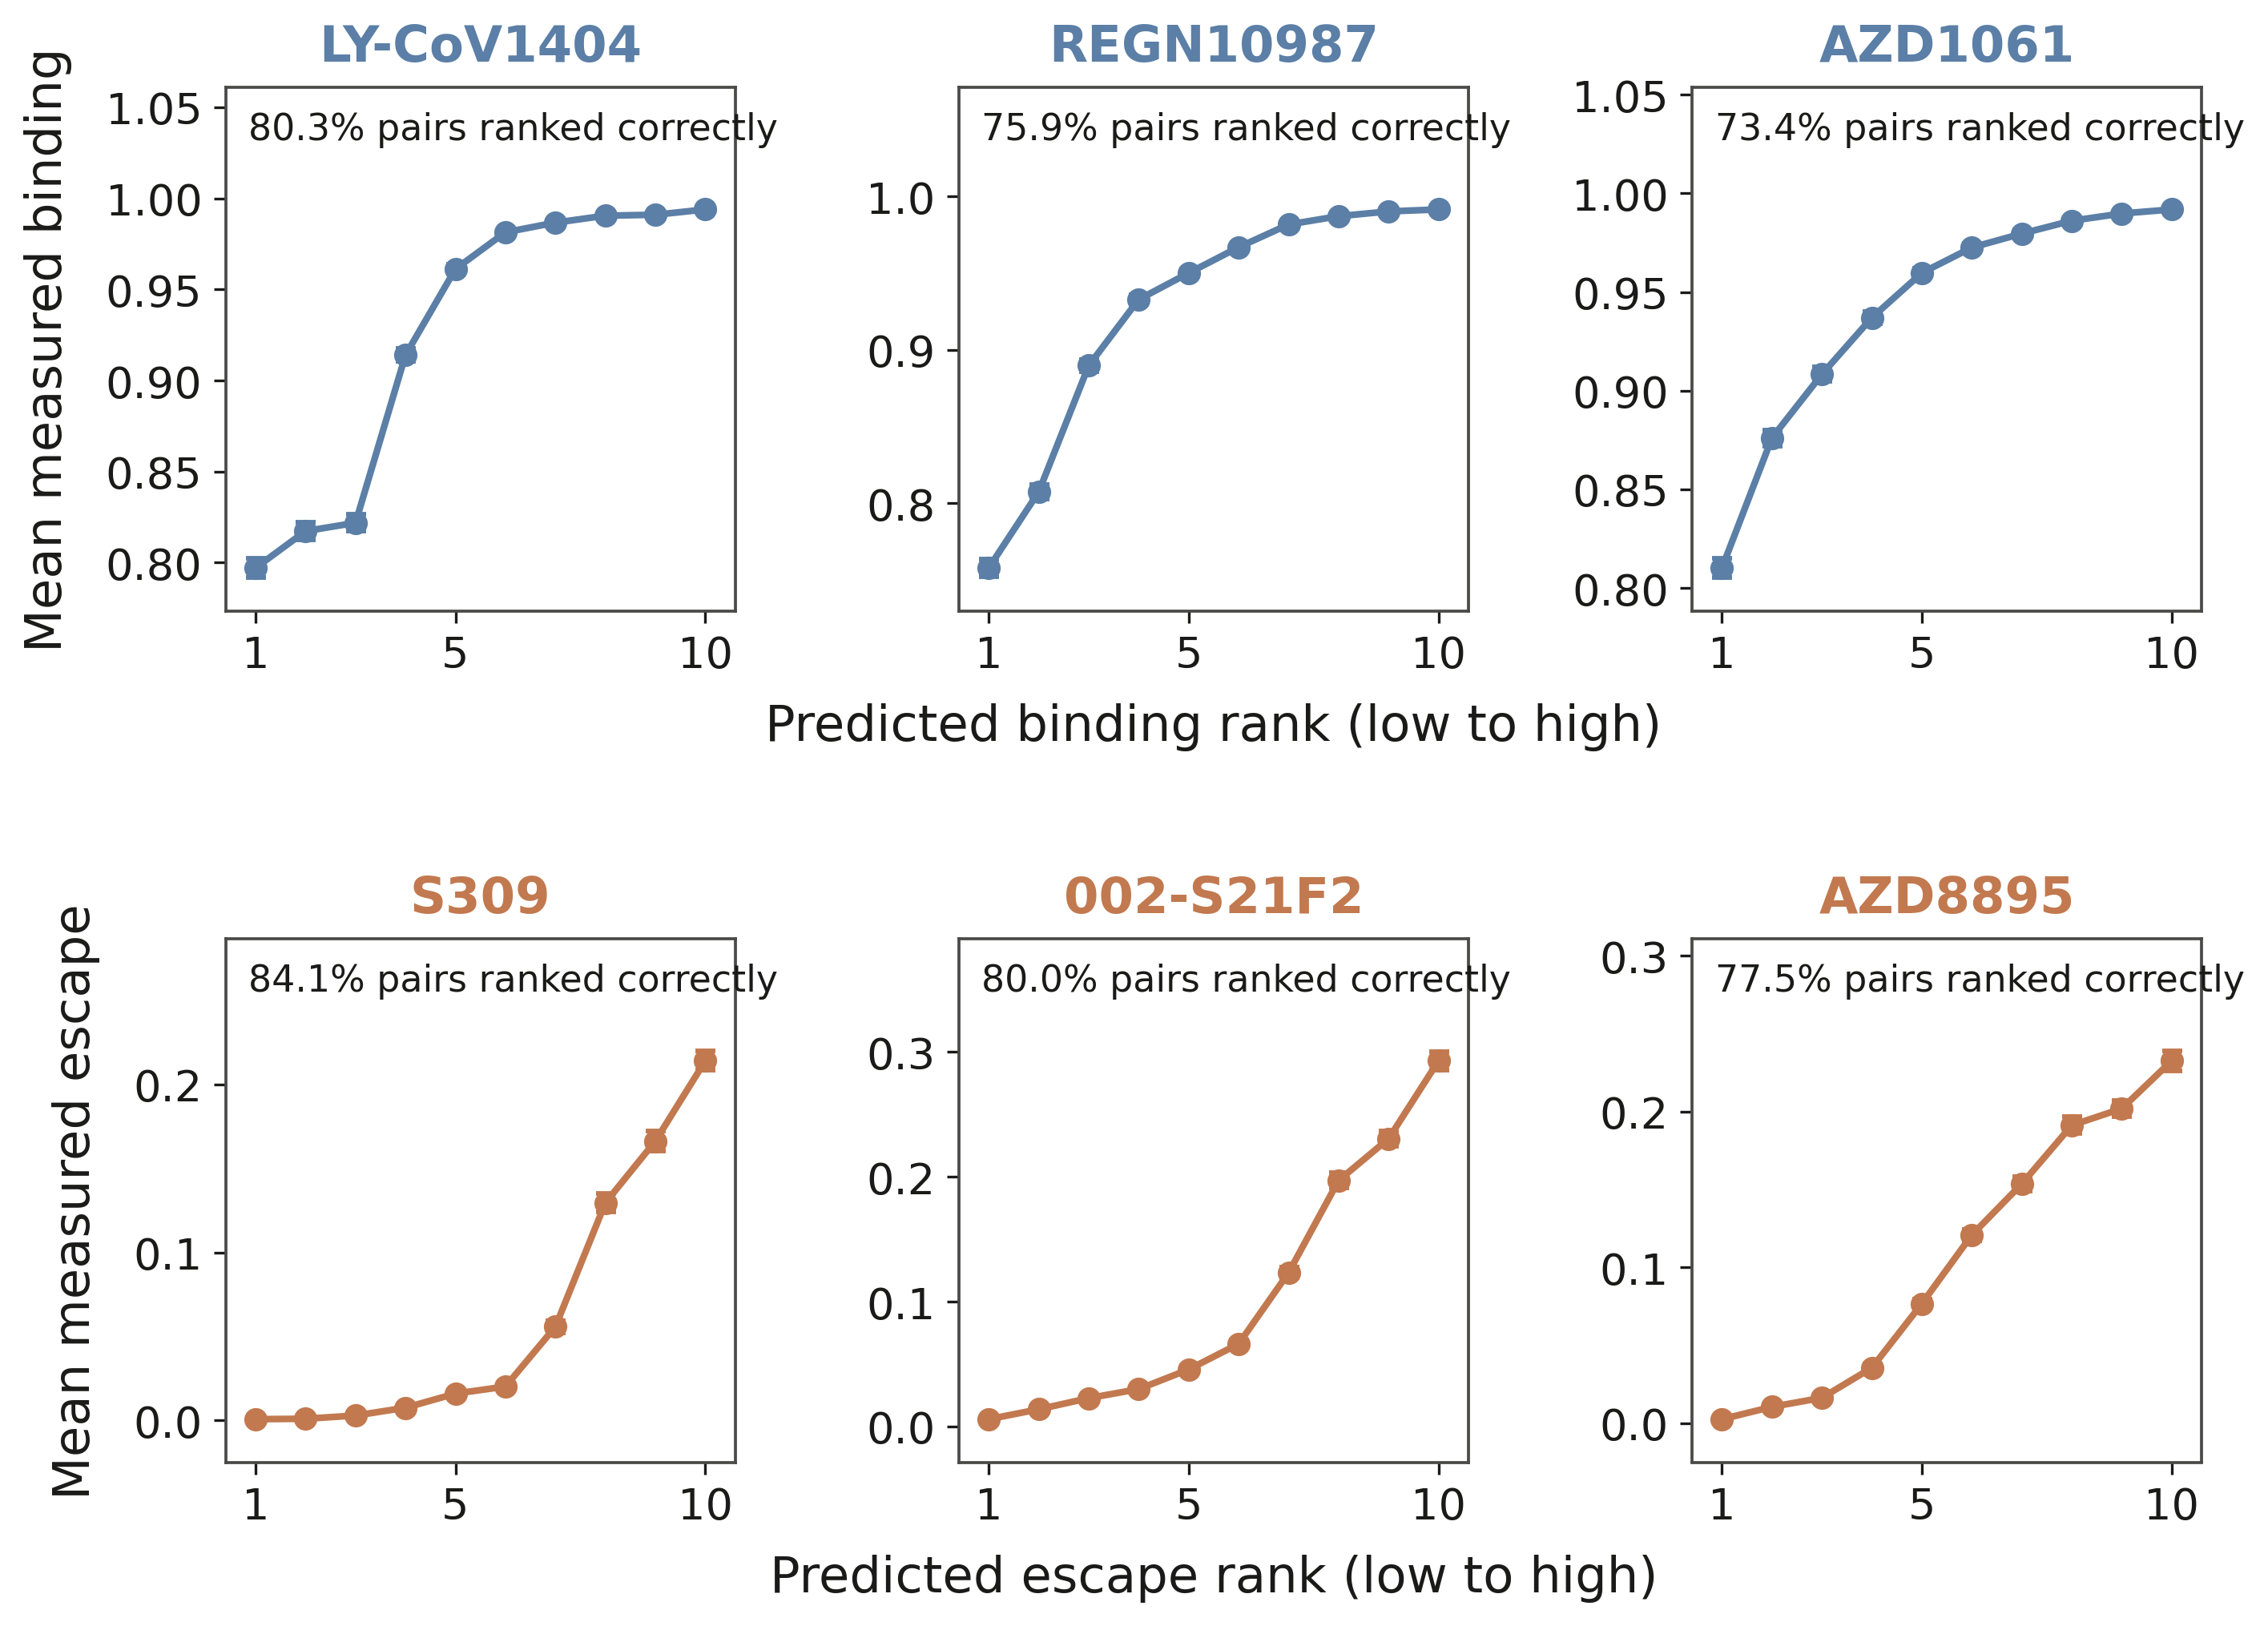 LY-CoV1404
REGN10987
AZD1061
Mean measured binding
80.3% pairs ranked correctly
1.05
1.00
0.95
0.90
0.85
0.80
1 5 10
75.9% pairs ranked correctly
1.0
0.9
0.8
1 5 10
73.4% pairs ranked correctly
1.05
1.00
0.95
0.90
0.85
0.80
1 5 10
Predicted binding rank (low to high)
S309
002-S21F2
AZD8895
Mean measured escape
84.1% pairs ranked correctly
0.2
0.1
0.0
1 5 10
80.0% pairs ranked correctly
0.3
0.2
0.1
0.0
1 5 10
77.5% pairs ranked correctly
0.3
0.2
0.1
0.0
1 5 10
Predicted escape rank (low to high)